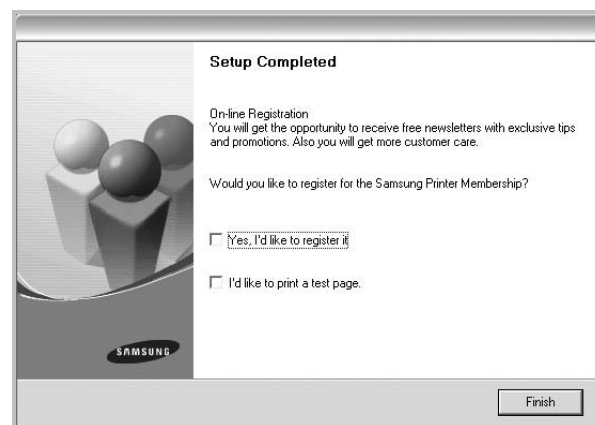 Setup Completed
On-line Registration
You will get the opportunity to receive free newsletters with exclusive tips
and promotions. Also you will get more customer care.
Would you like to register for the Samsung Printer Membership?
Yes, I'd like to register it
I'd like to print a test page.
SAMSUNG
Finish